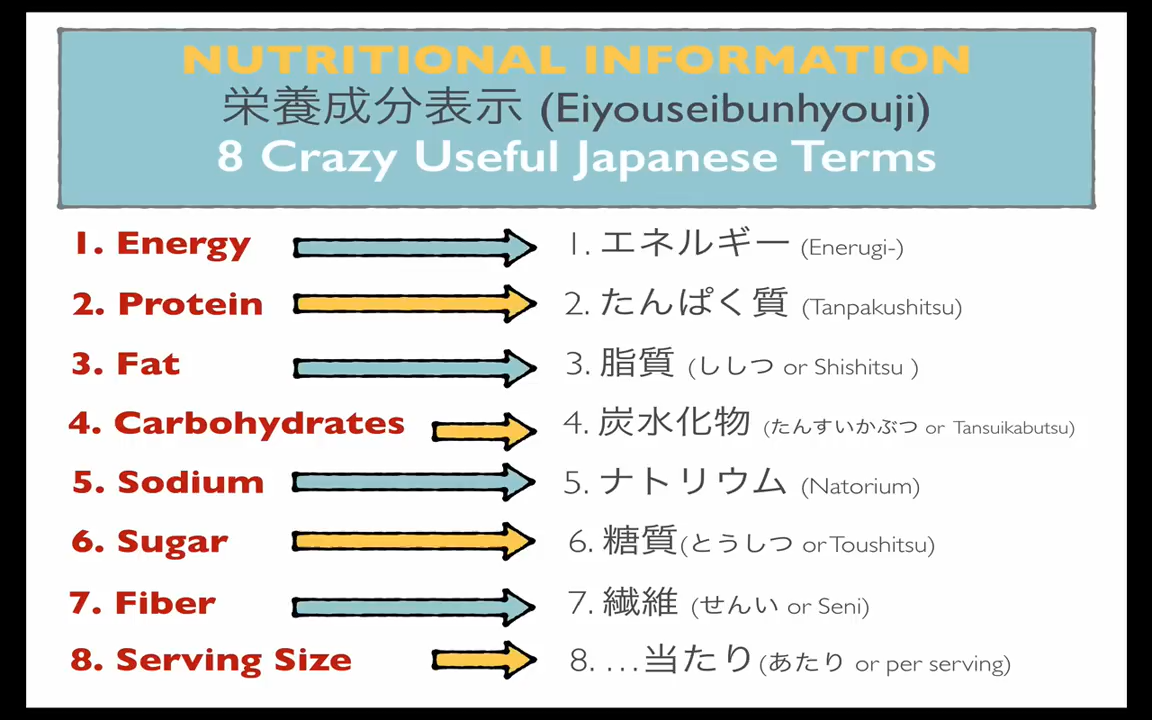 NUTRITIONAL INFORMATION
栄養成分表示 (Eiyouseibunhyouji)
8 Crazy Useful Japanese Terms
1. Energy 1. エネルギー (Enerugi-)
2. Protein 2. たんぱく質 (Tanpakushitsu)
3. Fat 3. 脂質 (ししつ or Shishitsu )
4. Carbohydrates 4. 炭水化物 (たんすいかぶつ or Tansuikabutsu)
5. Sodium 5. ナトリウム (Natorium)
6. Sugar 6. 糖質(とうしつ or Toushitsu)
7. Fiber 7. 繊維 (せんい or Seni)
8. Serving Size 8. ....当たり(あたり or per serving)